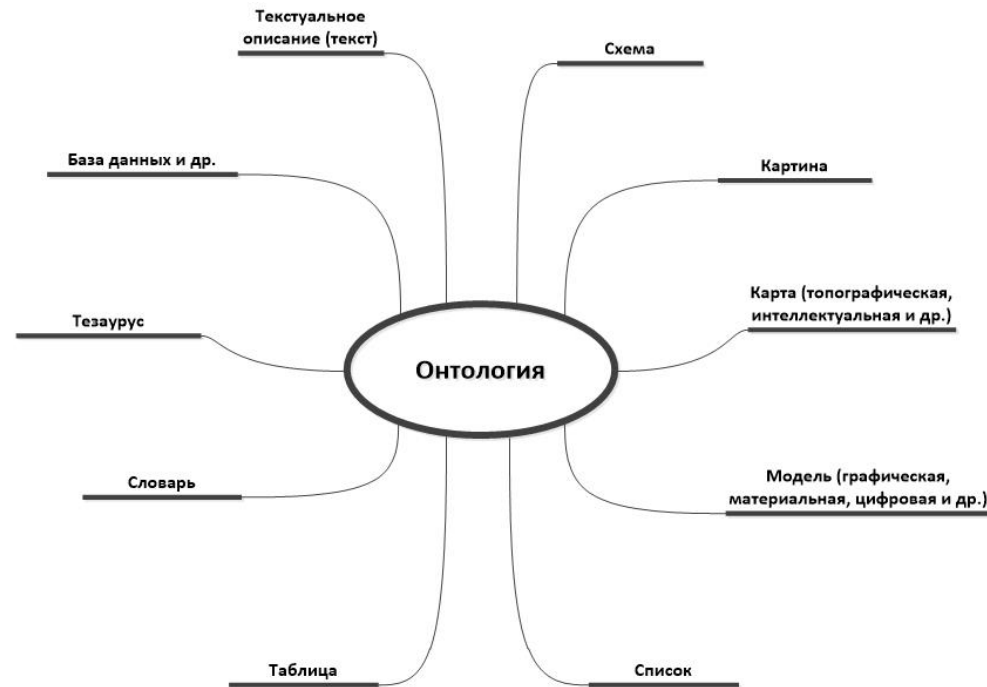 Текстуальное
описание (текст)
Схема
База данных и др.
Картина
Карта (топографическая,
интеллектуальная и др.)
Тезаурус
Онтология
Словарь
Модель (графическая,
материальная, цифровая и др.)
Таблица
Список